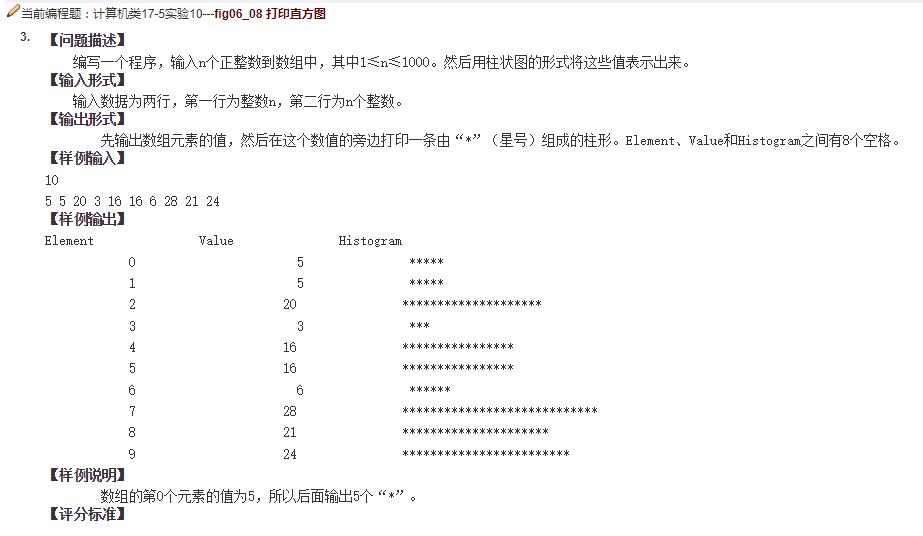 当前编程题：计算机类17-5实验10---fig06_08 打印直方图
3. 【问题描述】
编写一个程序，输入n个正整数到数组中，其中1≤n≤1000。然后用柱状图的形式将这些值表示出来。
【输入形式】
输入数据为两行，第一行为整数n，第二行为n个整数。
【输出形式】
先输出数组元素的值，然后在这个数值的旁边打印一条由“*”（星号）组成的柱形。Element、Value和Histogram之间有8个空格。
【样例输入】
10
5 5 20 3 16 16 6 28 21 24
【样例输出】
Element Value Histogram
0 5 *****
1 5 *****
2 20 ********************
3 3 ***
4 16 ****************
5 16 ****************
6 6 ******
7 28 ****************************
8 21 *********************
9 24 ************************
【样例说明】
数组的第0个元素的值为5，所以后面输出5个“*”。
【评分标准】